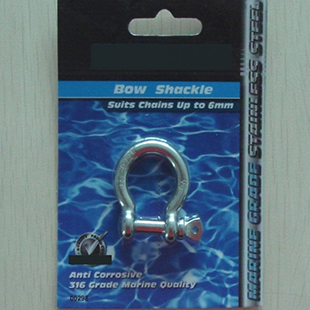 Bow Shackle
Suits Chains Up to 6mm
MARINE GRADE STAINLESS STEEL
Anti Corrosive
316 Grade Marine Quality